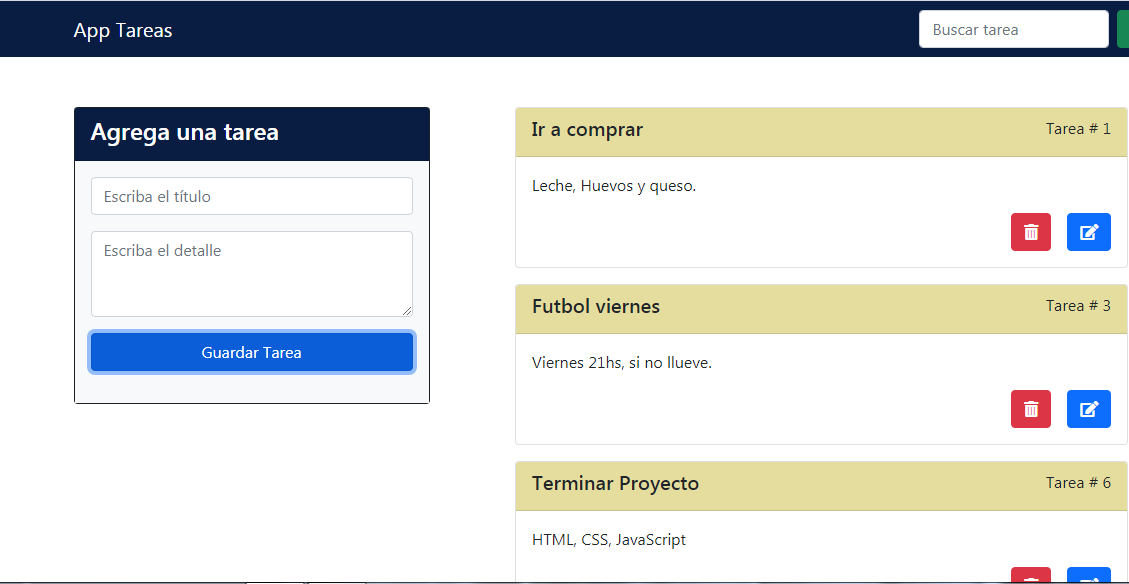 App Tareas
Buscar tarea
Agrega una tarea
Escriba el título
Escriba el detalle
Guardar Tarea
Ir a comprar
Tarea # 1
Leche, Huevos y queso.
Futbol viernes
Tarea # 3
Viernes 21hs, si no llueve.
Terminar Proyecto
Tarea # 6
HTML, CSS, JavaScript